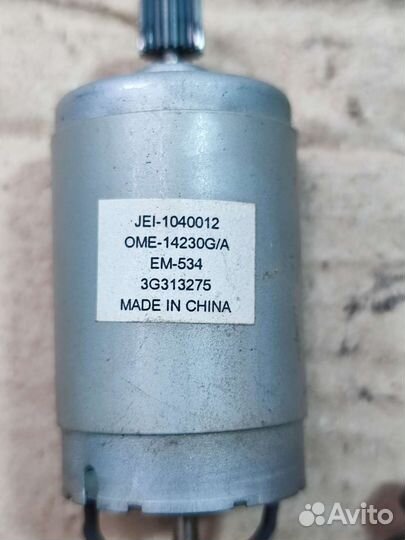 JEI-1040012
OME-14230G/A
EM-534
3G313275
MADE IN CHINA
Avito